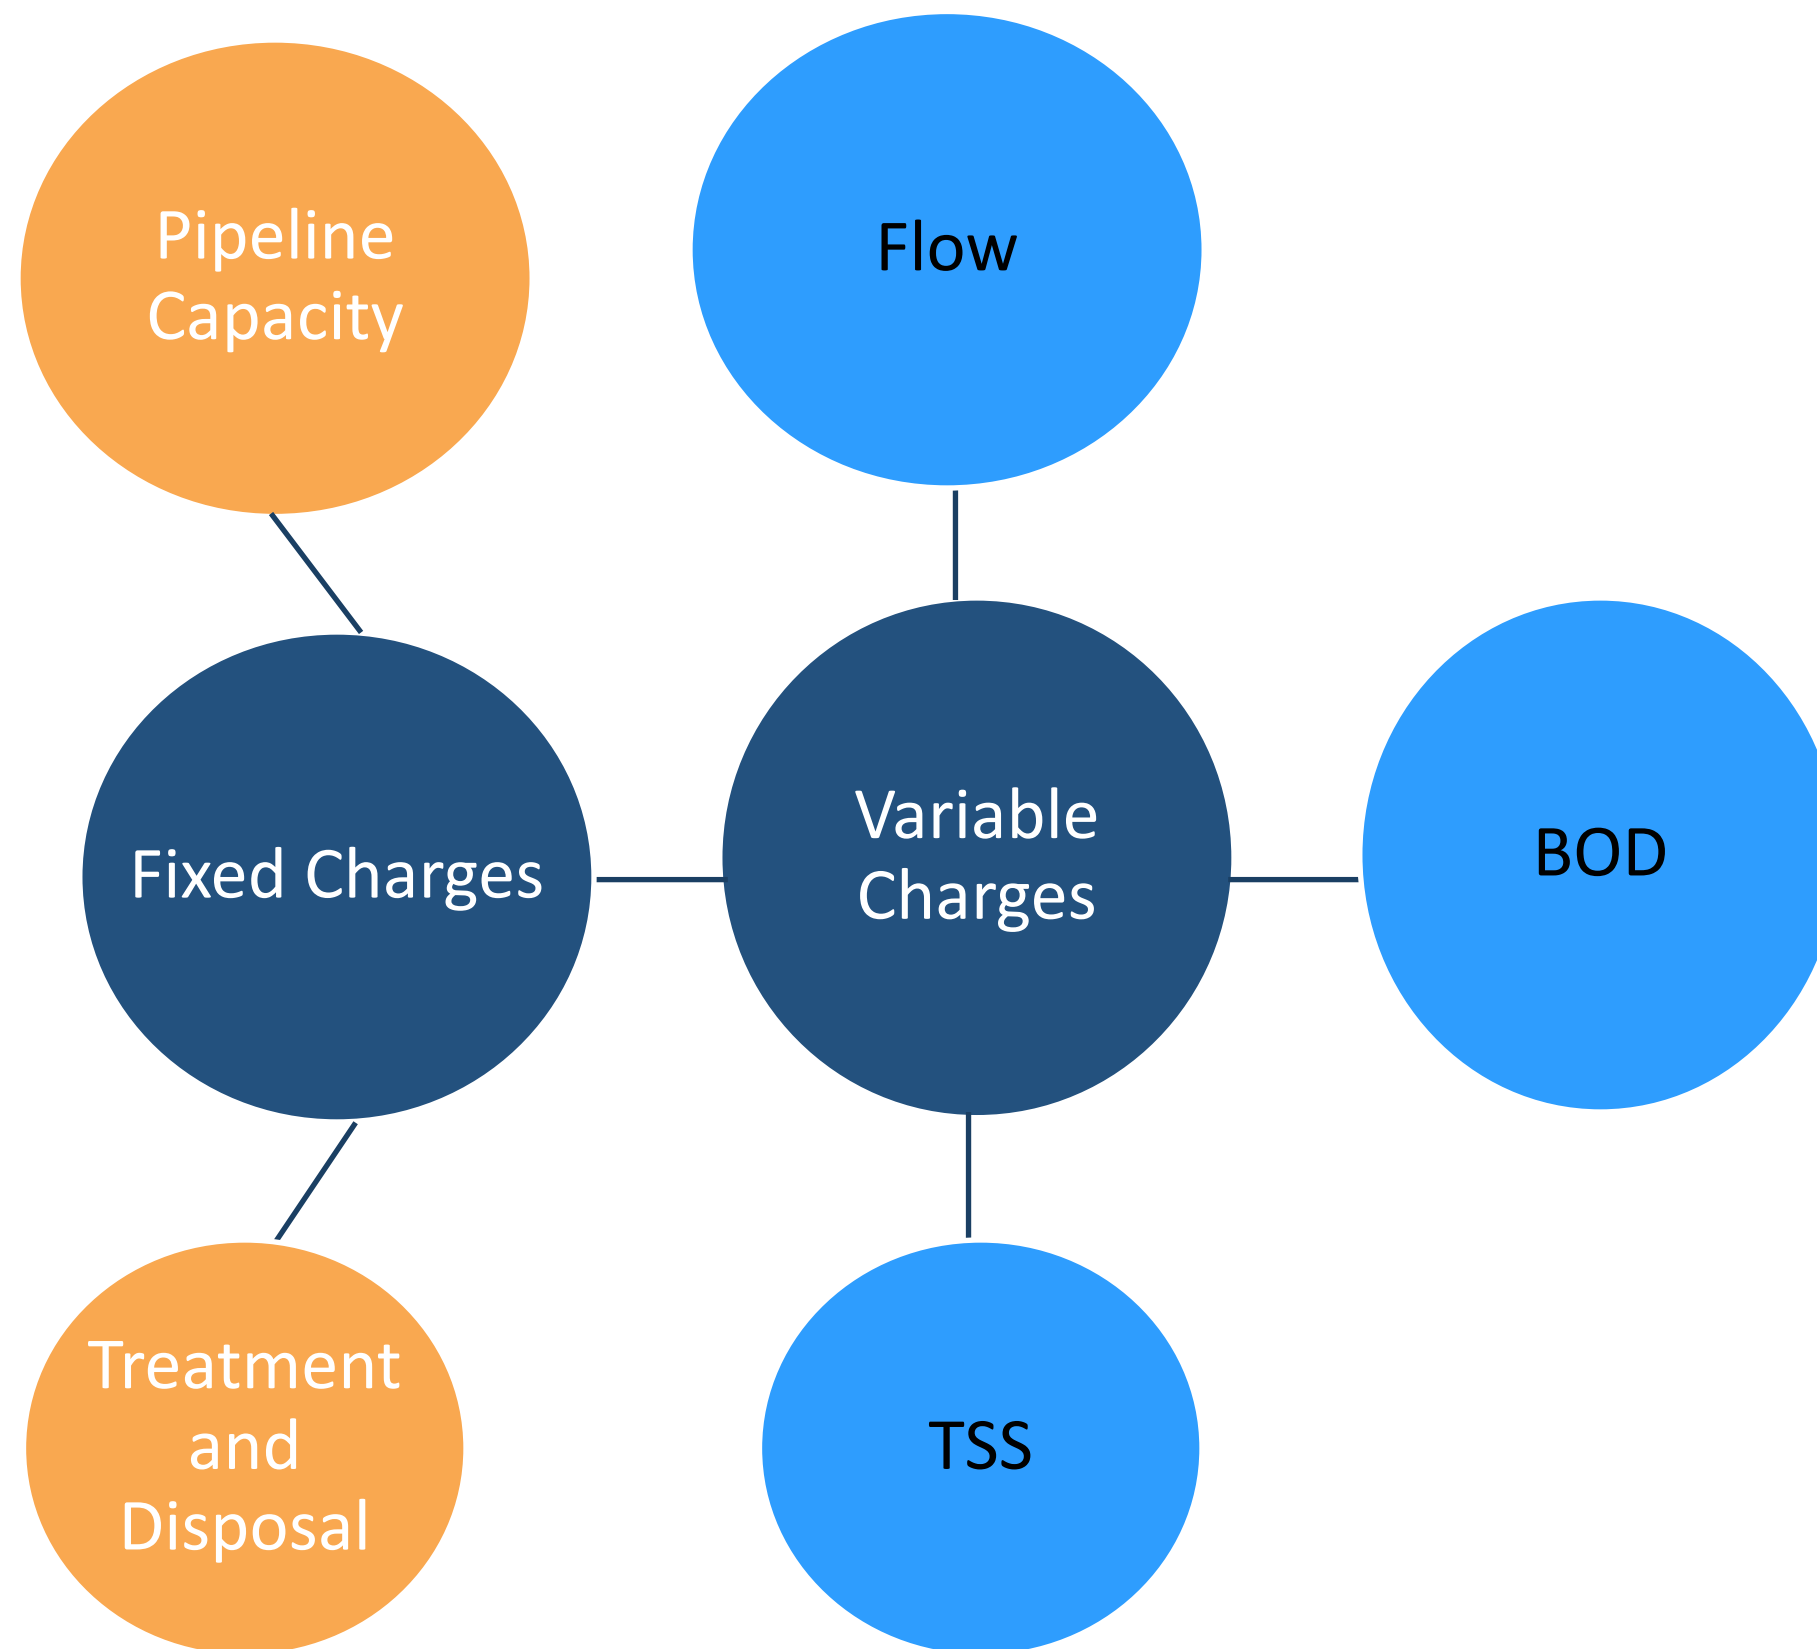 Pipeline
Capacity
Flow
Fixed Charges
Variable
Charges
BOD
Treatment
and
Disposal
TSS